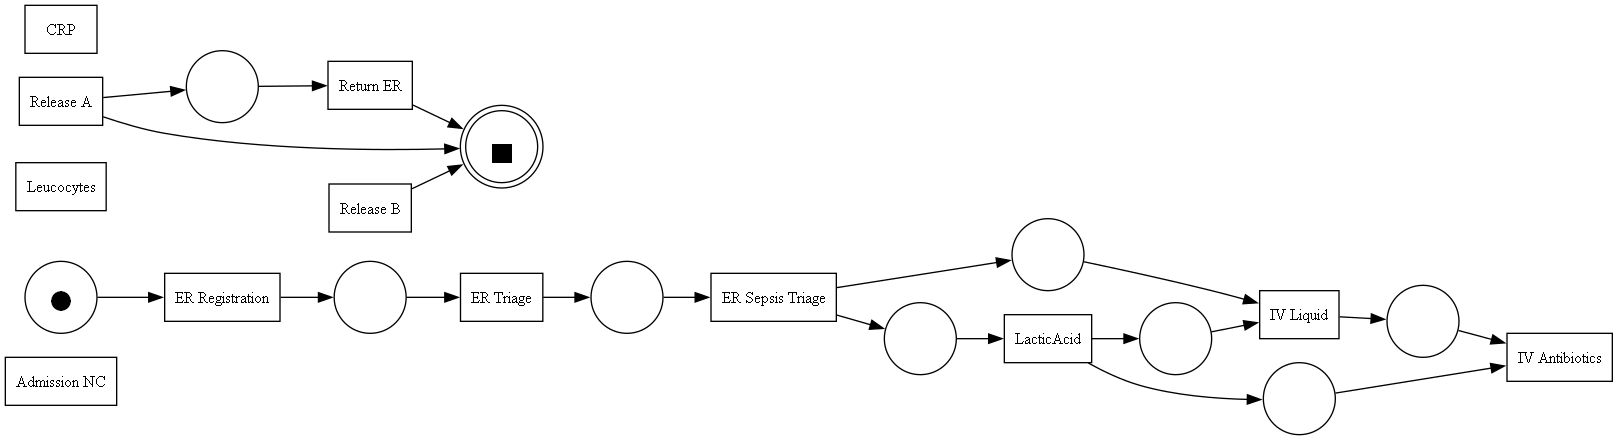 CRP
Release A
Return ER
Leucocytes
Release B
ER Registration
ER Triage
ER Sepsis Triage
LacticAcid
IV Liquid
IV Antibiotics
Admission NC